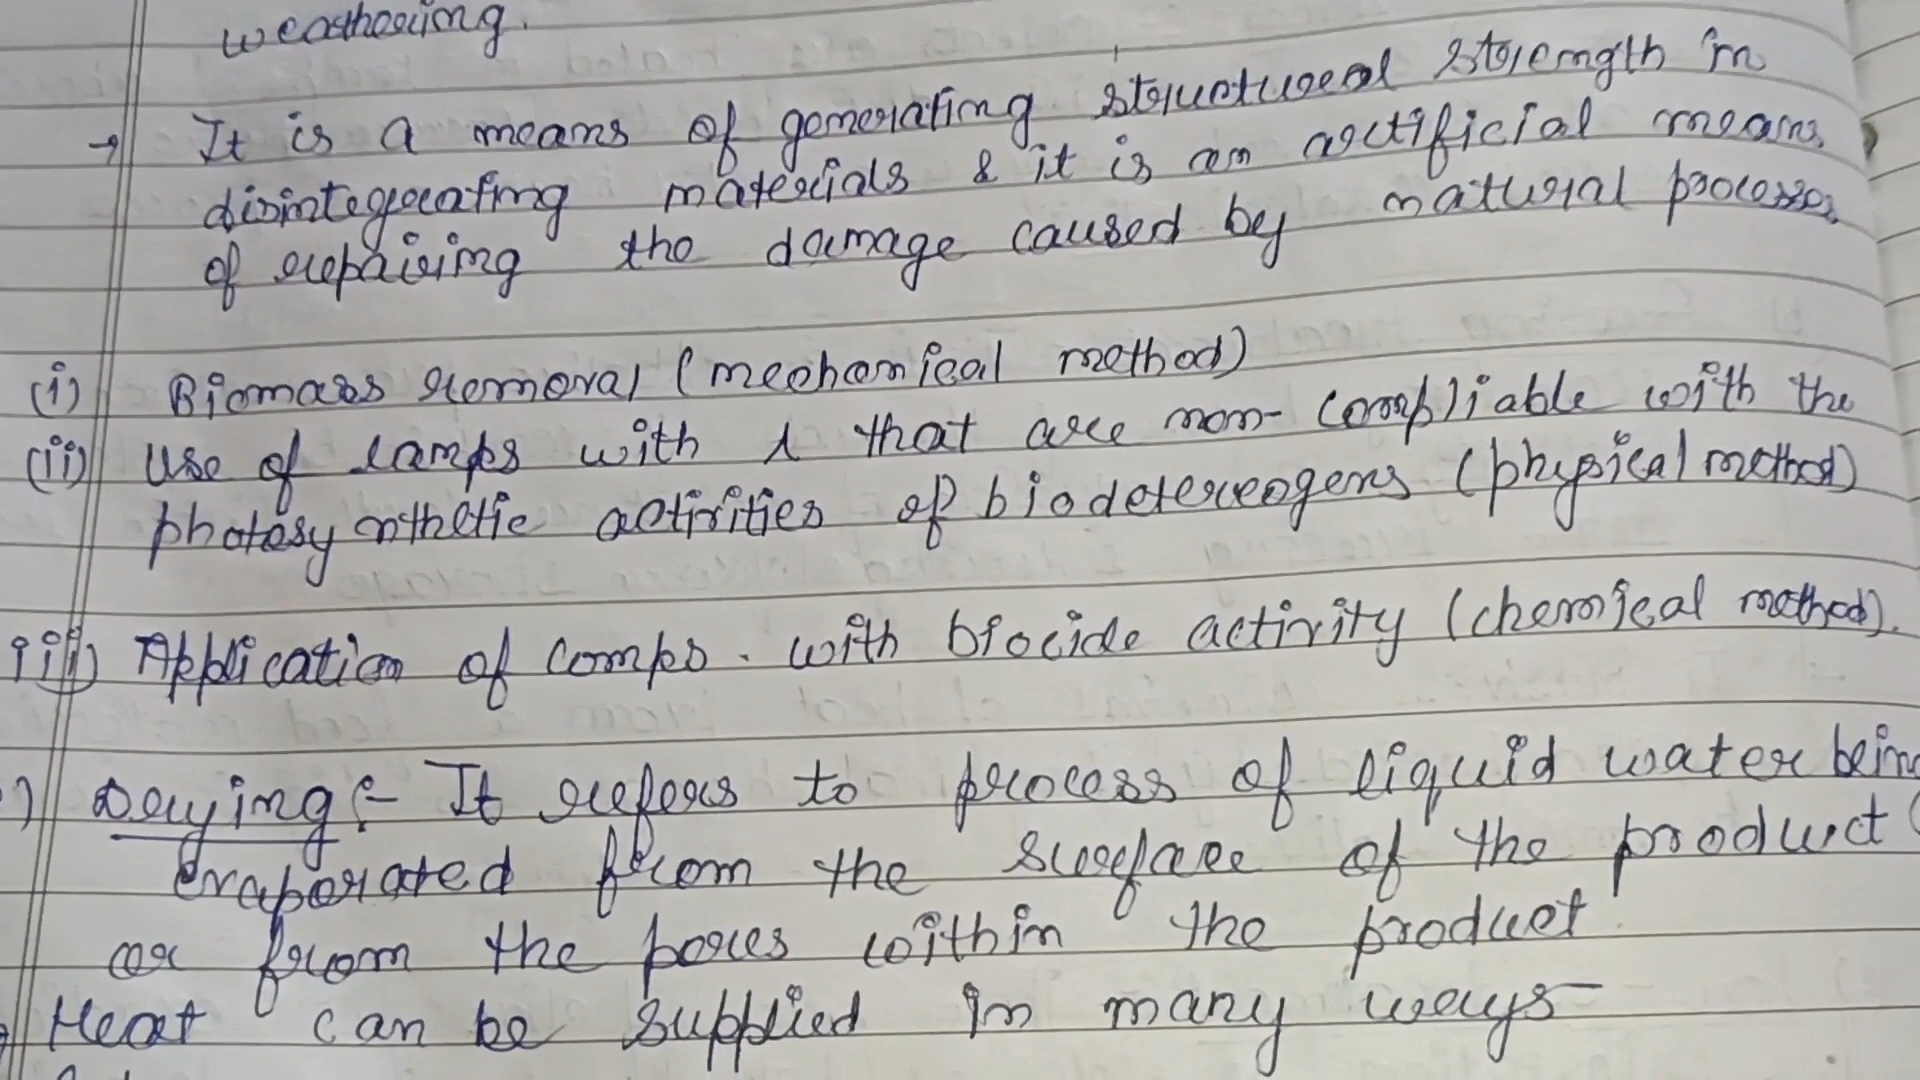 weathering.
→ It is a means of generating structural strength in
disintegrating materials & it is an artificial means
of repairing the damage caused by natural processes.
(i) Biomass removal (mechanical method)
(ii) Use of lamps with λ that are non-compliable with the
photosynthetic activities of biodeteriogens (physical method)
iii) Application of comps. with biocide activity (chemical method).
) Drying :- It refers to process of liquid water being
evaporated from the surface of the product
or from the pores within the product.
Heat can be supplied in many ways -